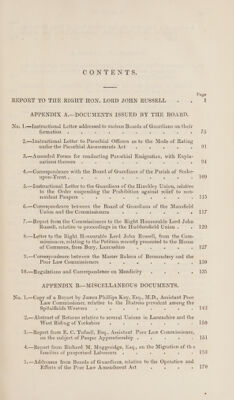 CONTENTS.
Page
REPORT TO THE RIGHT HON. LORD JOHN RUSSELL . . 1
APPENDIX A.—DOCUMENTS ISSUED BY THE BOARD.
No. 1.—Instructional Letter addressed to various Boards of Guardians on their
formation . . . . . . . . 75
2.—Instructional Letter to Parochial Officers as to the Mode of Rating
under the Parochial Assessments Act . . . . . 91
3.—Amended Forms for conducting Parochial Emigration, with Expla-
nations thereon . . . . . . . 94
4.—Correspondence with the Board of Guardians of the Parish of Stoke-
upon-Trent . . . . . . . . 109
5.—Instructional Letter to the Guardians of the Hinckley Union, relative
to the Order suspending the Prohibition against relief to non-
resident Paupers . . . . . . . 115
6.—Correspondence between the Board of Guardians of the Mansfield
Union and the Commissioners . . . . . 117
7.—Report from the Commissioners to the Right Honourable Lord John
Russell, relative to proceedings in the Huddersfield Union . . 120
8.—Letter to the Right Honourable Lord John Russell, from the Com-
missioners, relating to the Petition recently presented to the House
of Commons, from Bury, Lancashire . . . . 127
9.—Correspondence between the Master Bakers of Bermondsey and the
Poor Law Commissioners . . . . . . 130
10.—Regulations and Correspondence on Mendicity . . . . 135
APPENDIX B.—MISCELLANEOUS DOCUMENTS.
No. 1.—Copy of a Report by James Phillips Kay, Esq., M.D., Assistant Poor
Law Commissioner, relative to the Distress prevalent among the
Spitalfields Weavers . . . . . .
2.—Abstract of Returns relative to several Unions in Lancashire and the
West Riding of Yorkshire . . . . . . 150
3.—Report from E. C. Tufnell, Esq., Assistant Poor Law Commissioner,
on the subject of Pauper Apprenticeship . . . . 151
4.—Report from Richard M. Muggeridge, Esq., on the Migration of the
families of pauperised Labourers . . . . .
5.—Addresses from Boards of Guardians, relative to the Operation and
Effects of the Poor Law Amendment Act . . . . 170